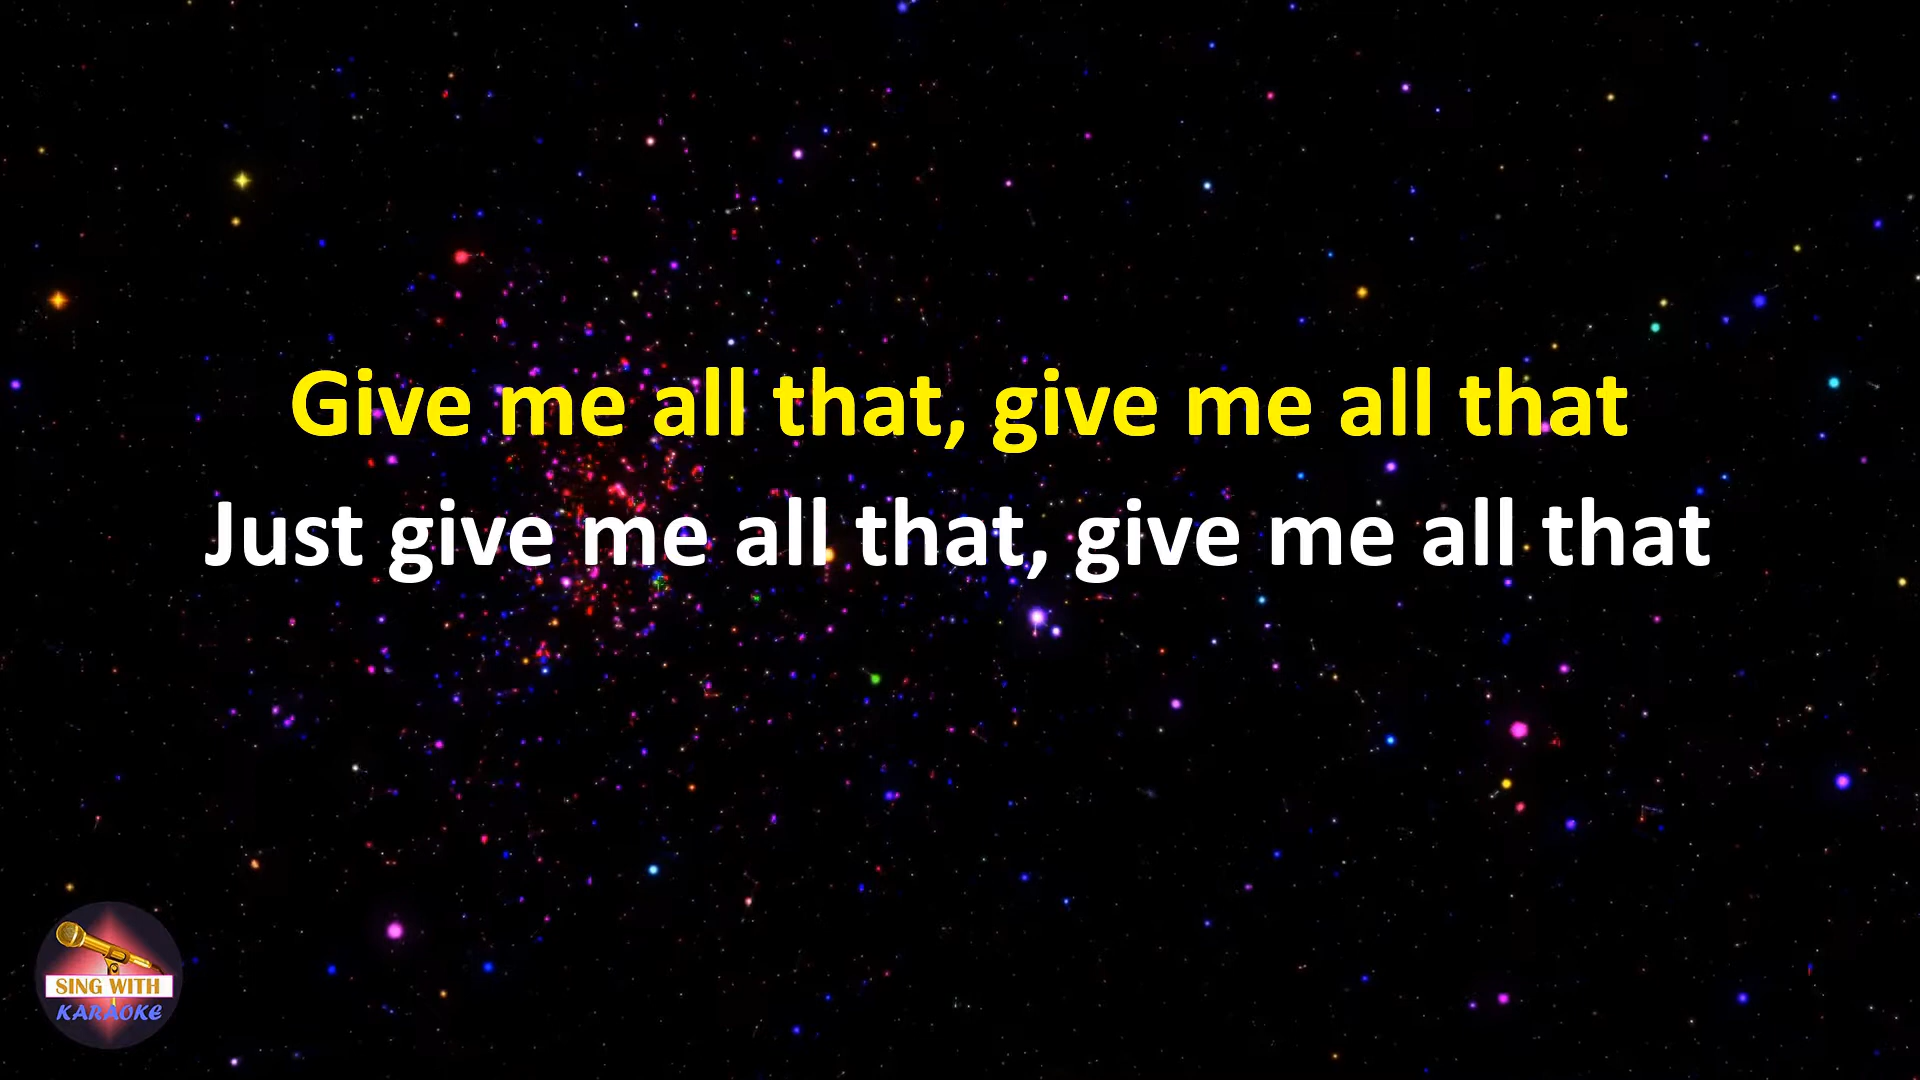 Give me all that, give me all that
Just give me all that, give me all that
SING WITH
KARAOKE